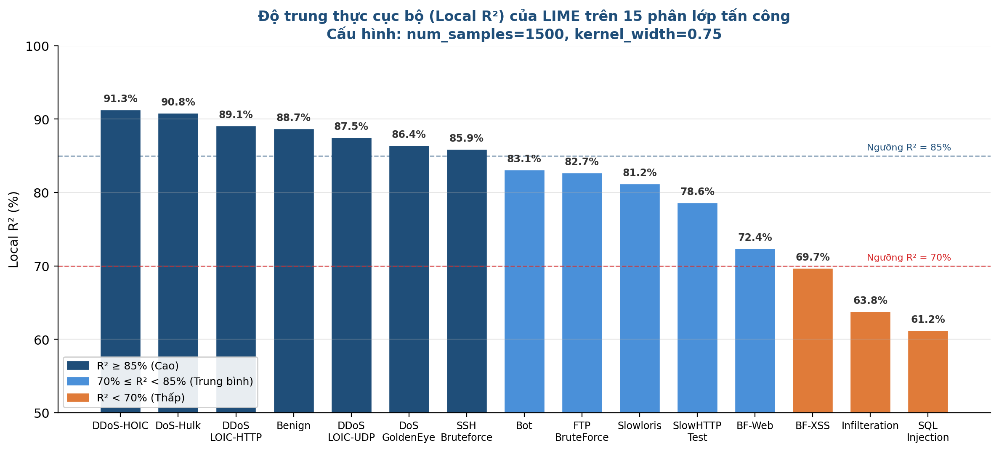 Độ trung thực cục bộ (Local R²) của LIME trên 15 phân lớp tấn công
Cấu hình: num_samples=1500, kernel_width=0.75
Local R² (%)
100
90
80
70
60
50
91.3%
90.8%
89.1%
88.7%
87.5%
86.4%
85.9%
83.1%
82.7%
81.2%
78.6%
72.4%
69.7%
63.8%
61.2%
Ngưỡng R² = 85%
Ngưỡng R² = 70%
R² ≥ 85% (Cao)
70% ≤ R² < 85% (Trung bình)
R² < 70% (Thấp)
DDoS-HOIC
DoS-Hulk
DDoS
LOIC-HTTP
Benign
DDoS
LOIC-UDP
DoS
GoldenEye
SSH
Bruteforce
Bot
FTP
BruteForce
Slowloris
SlowHTTP
Test
BF-Web
BF-XSS
Infilteration
SQL
Injection